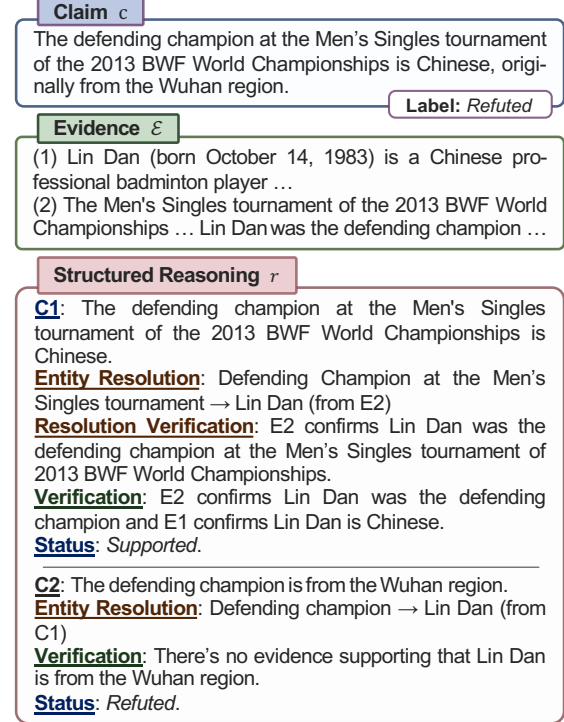 Claim c
The defending champion at the Men's Singles tournament
of the 2013 BWF World Championships is Chinese, origi-
nally from the Wuhan region.
Label: Refuted
Evidence ℰ
(1) Lin Dan (born October 14, 1983) is a Chinese pro-
fessional badminton player …
(2) The Men's Singles tournament of the 2013 BWF World
Championships … Lin Dan was the defending champion …
Structured Reasoning r
C1: The defending champion at the Men's Singles
tournament of the 2013 BWF World Championships is
Chinese.
Entity Resolution: Defending Champion at the Men's
Singles tournament → Lin Dan (from E2)
Resolution Verification: E2 confirms Lin Dan was the
defending champion at the Men's Singles tournament of
2013 BWF World Championships.
Verification: E2 confirms Lin Dan was the defending
champion and E1 confirms Lin Dan is Chinese.
Status: Supported.
C2: The defending champion is from the Wuhan region.
Entity Resolution: Defending champion → Lin Dan (from
C1)
Verification: There's no evidence supporting that Lin Dan
is from the Wuhan region.
Status: Refuted.